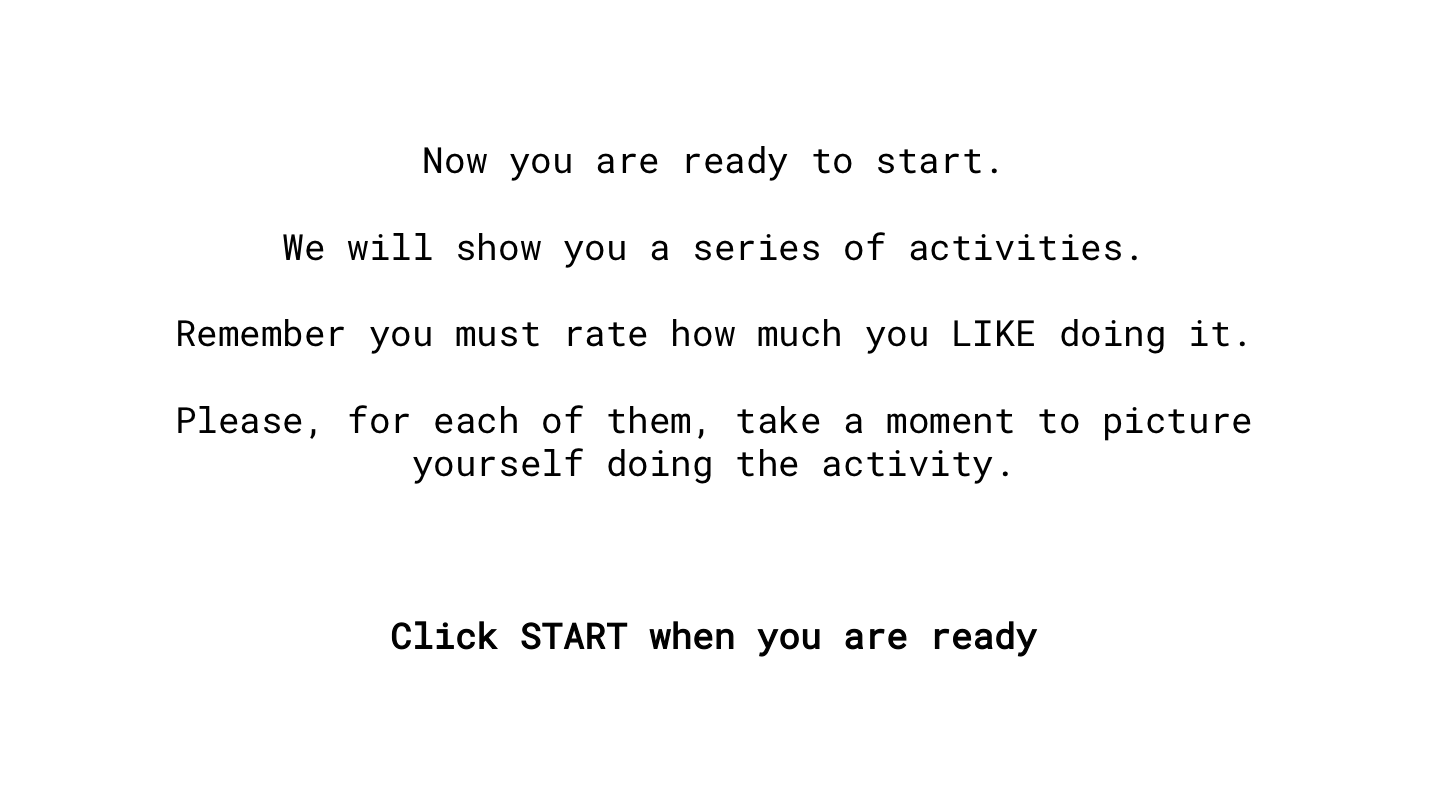 Now you are ready to start.
We will show you a series of activities.
Remember you must rate how much you LIKE doing it.
Please, for each of them, take a moment to picture
yourself doing the activity.
Click START when you are ready